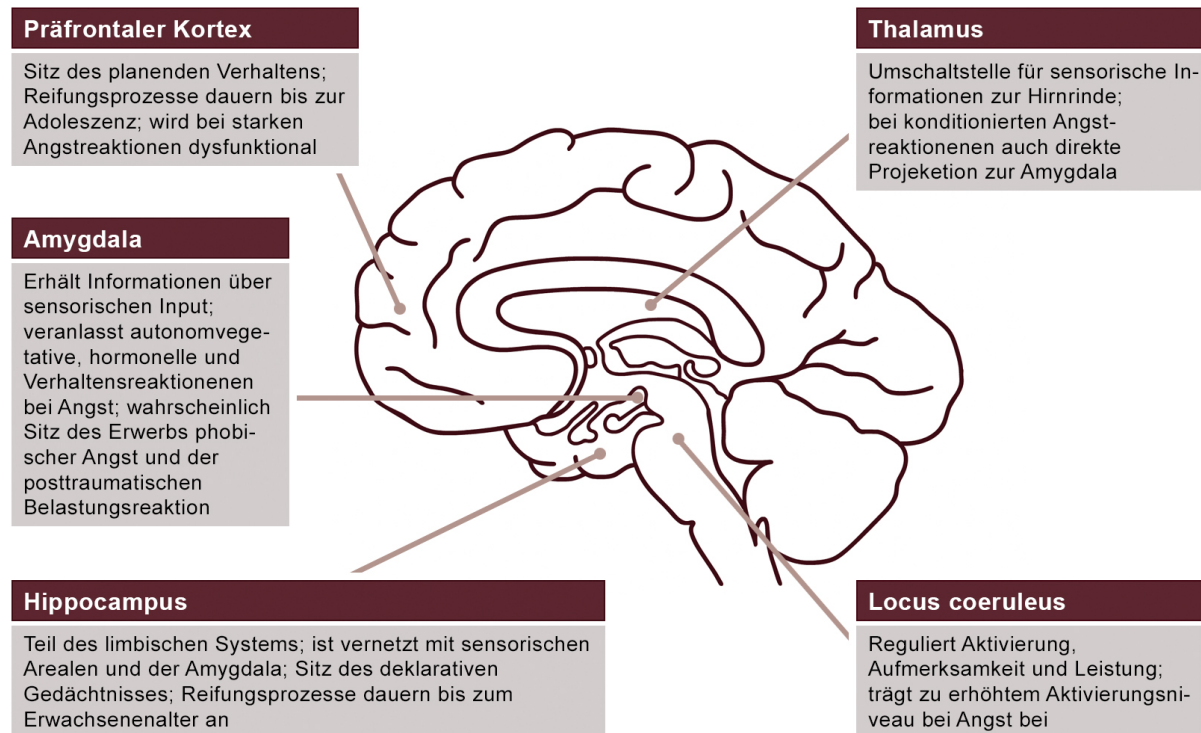 Präfrontaler Kortex
Sitz des planenden Verhaltens;
Reifungsprozesse dauern bis zur
Adoleszenz; wird bei starken
Angstreaktionen dysfunktional
Thalamus
Umschaltstelle für sensorische In-
formationen zur Hirnrinde;
bei konditionierten Angst-
reaktionenen auch direkte
Projeketion zur Amygdala
Amygdala
Erhält Informationen über
sensorischen Input;
veranlasst autonomvege-
tative, hormonelle und
Verhaltensreaktionenen
bei Angst; wahrscheinlich
Sitz des Erwerbs phobi-
scher Angst und der
posttraumatischen
Belastungsreaktion
Hippocampus
Teil des limbischen Systems; ist vernetzt mit sensorischen
Arealen und der Amygdala; Sitz des deklarativen
Gedächtnisses; Reifungsprozesse dauern bis zum
Erwachsenenalter an
Locus coeruleus
Reguliert Aktivierung,
Aufmerksamkeit und Leistung;
trägt zu erhöhtem Aktivierungsni-
veau bei Angst bei